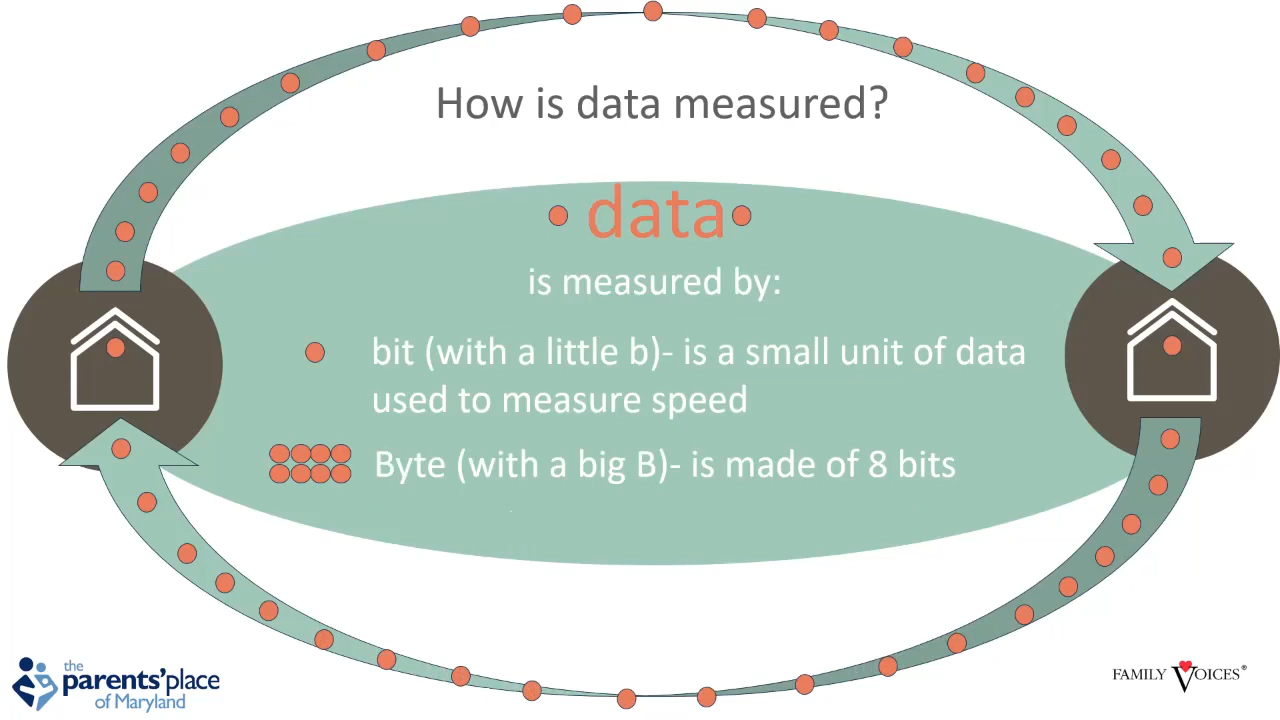 How is data measured?
data
is measured by:
bit (with a little b)- is a small unit of data
used to measure speed
Byte (with a big B)- is made of 8 bits
the
parents'place
of Maryland
FAMILY VOICES®